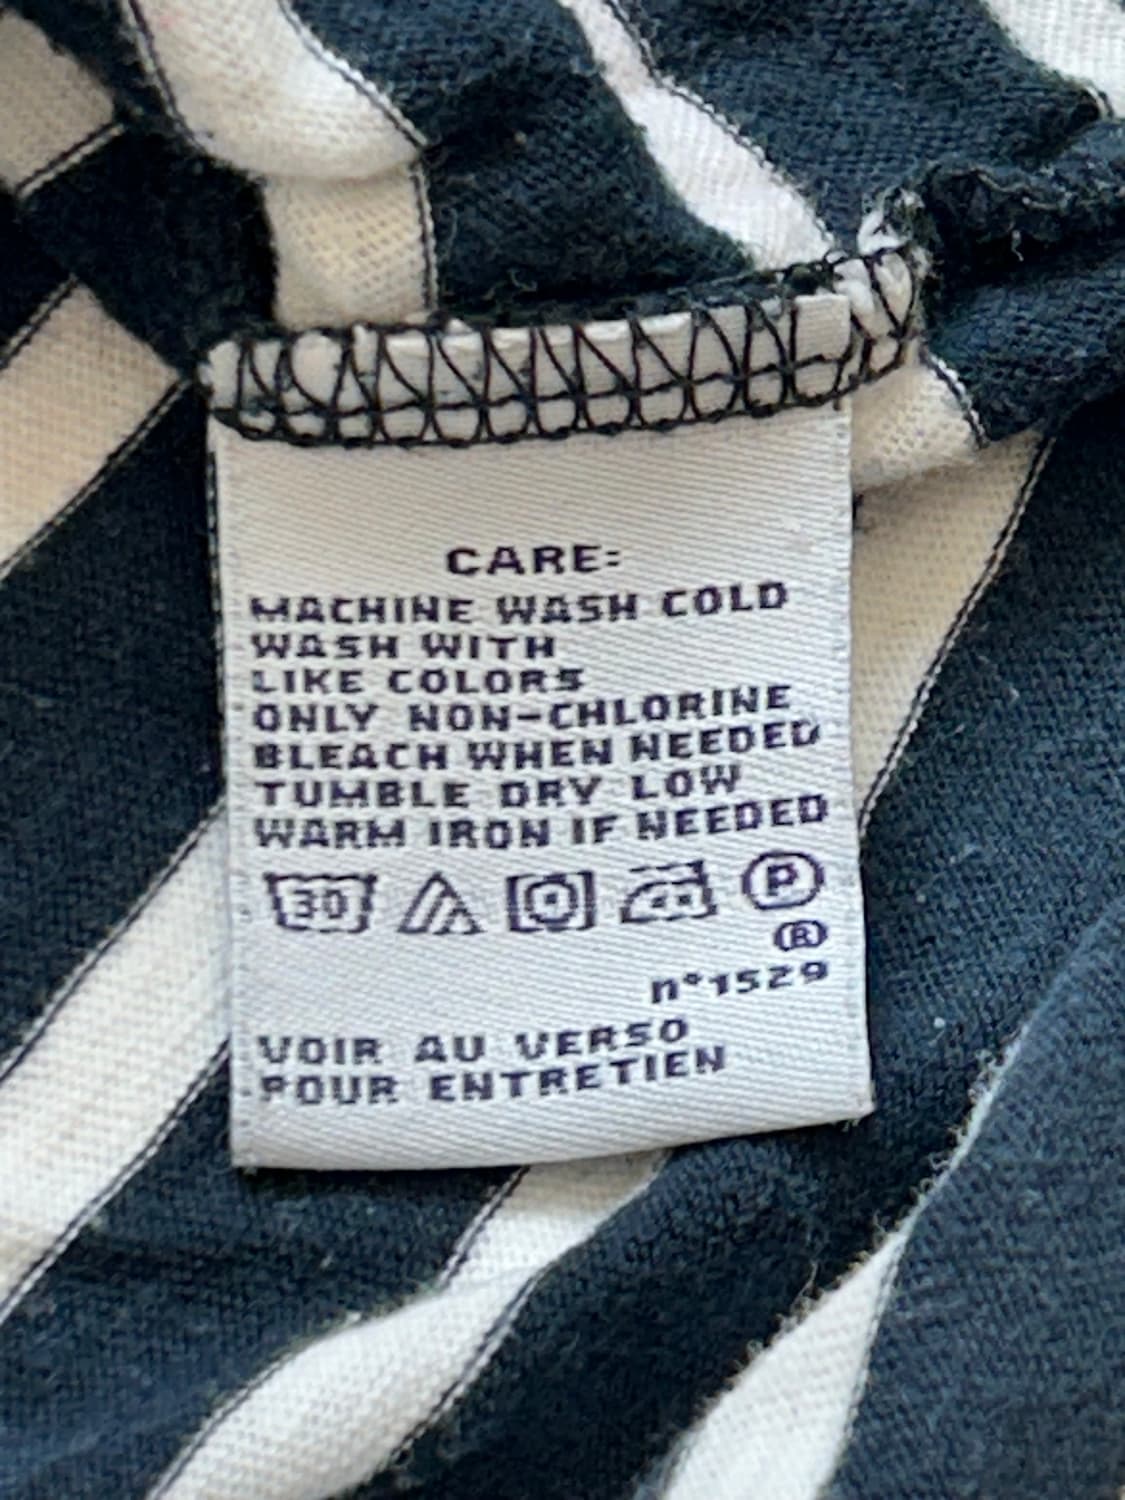 CARE:
MACHINE WASH COLD
WASH WITH
LIKE COLORS
ONLY NON-CHLORINE
BLEACH WHEN NEEDED
TUMBLE DRY LOW
WARM IRON IF NEEDED
30 P
®
n°1529
VOIR AU VERSO
POUR ENTRETIEN